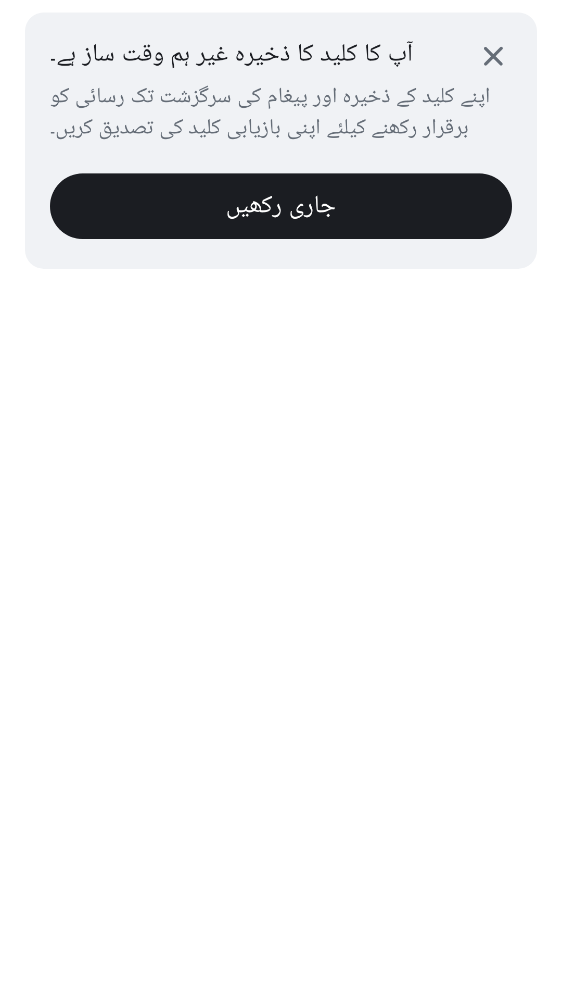 آپ کا کلید کا ذخیرہ غیر ہم وقت ساز ہے۔
اپنے کلید کے ذخیرہ اور پیغام کی سرگزشت تک رسائی کو
برقرار رکھنے کیلئے اپنی بازیابی کلید کی تصدیق کریں۔
جاری رکھیں